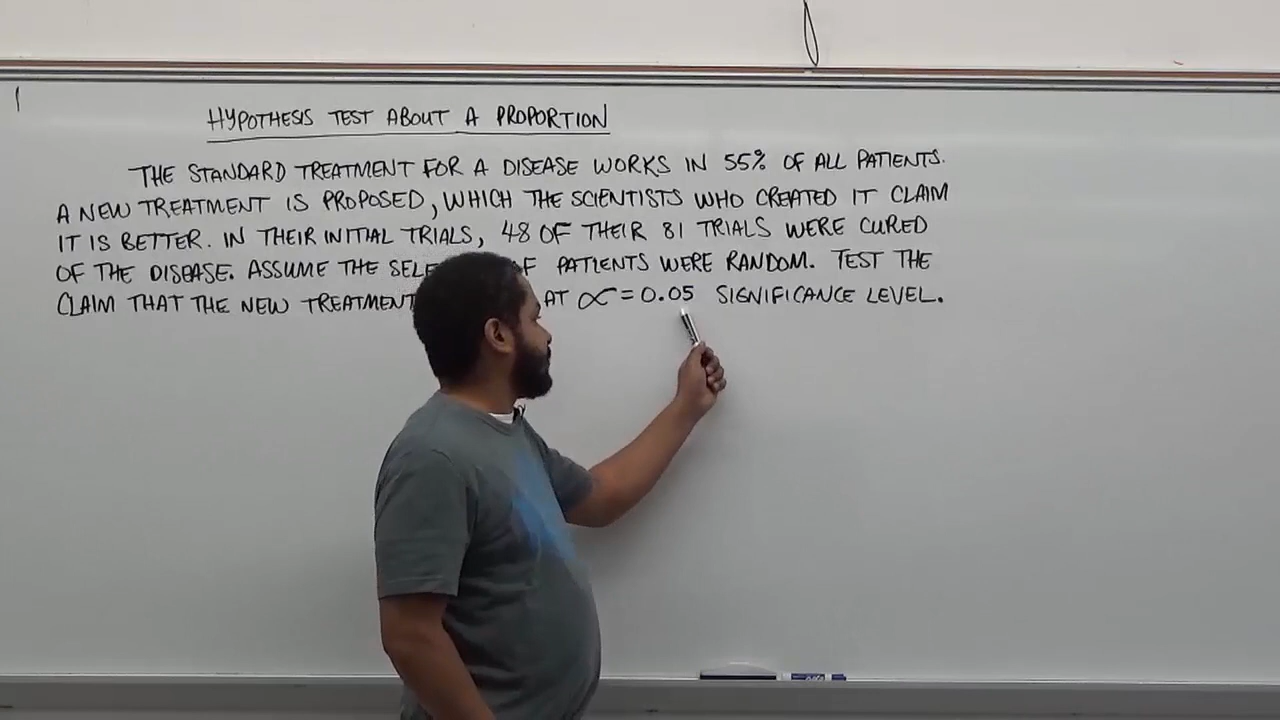 HYPOTHESIS TEST ABOUT A PROPORTION
THE STANDARD TREATMENT FOR A DISEASE WORKS IN 55% OF ALL PATIENTS.
A NEW TREATMENT IS PROPOSED, WHICH THE SCIENTISTS WHO CREATED IT CLAIM
IT IS BETTER. IN THEIR INITIAL TRIALS, 48 OF THEIR 81 TRIALS WERE CURED
OF THE DISEASE. ASSUME THE PATIENTS WERE RANDOM. TEST THE
CLAIM THAT THE NEW TREATMENT AT α = 0.05 SIGNIFICANCE LEVEL.